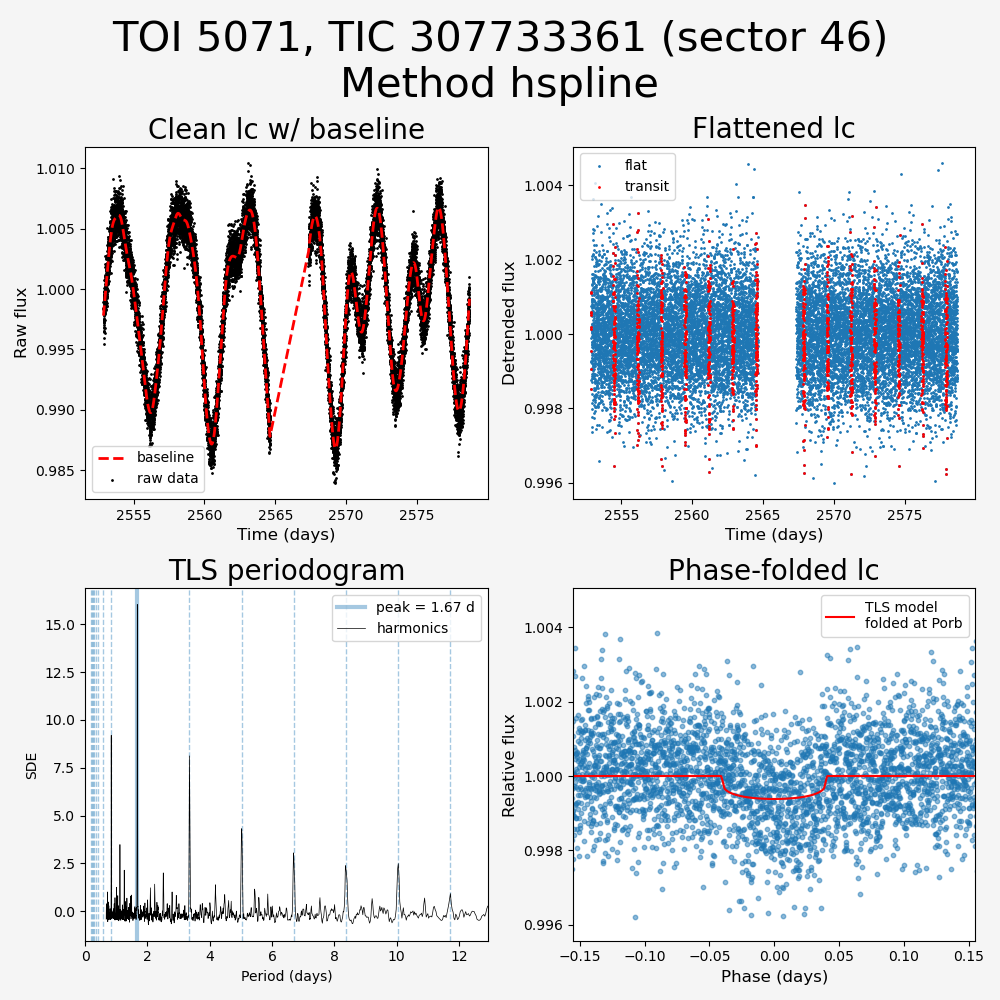 TOI 5071, TIC 307733361 (sector 46)
Method hspline
Clean lc w/ baseline
Raw flux
1.010
1.005
1.000
0.995
0.990
0.985
baseline
raw data
2555
2560
2565
2570
2575
Time (days)
Flattened lc
Detrended flux
1.004
1.002
1.000
0.998
0.996
flat
transit
2555
2560
2565
2570
2575
Time (days)
TLS periodogram
SDE
15.0
12.5
10.0
7.5
5.0
2.5
0.0
peak = 1.67 d
harmonics
0
2
4
6
8
10
12
Period (days)
Phase-folded lc
Relative flux
1.004
1.002
1.000
0.998
0.996
TLS model
folded at Porb
−0.15
−0.10
−0.05
0.00
0.05
0.10
0.15
Phase (days)